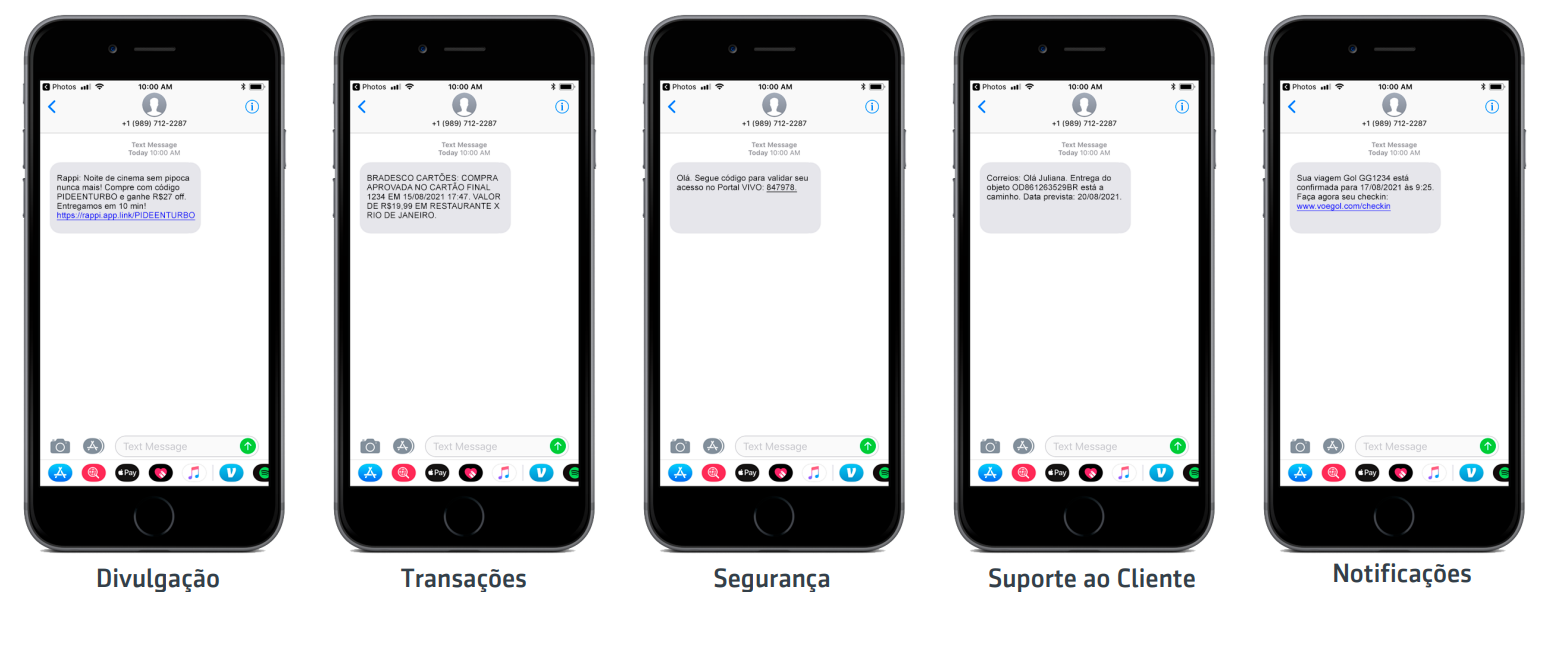 Photos
10:00 AM
+1 (989) 712-2287
Text Message
Today 10:00 AM
Rappi: Noite de cinema sem pipoca
nunca mais! Compre com código
PIDEENTURBO e ganhe R$27 off.
Entregamos em 10 min!
https://rappi.app.link/PIDEENTURBO
Text Message
Pay
Divulgação
Photos
10:00 AM
+1 (989) 712-2287
Text Message
Today 10:00 AM
BRADESCO CARTÕES: COMPRA
APROVADA NO CARTÃO FINAL
1234 EM 15/08/2021 17:47. VALOR
DE R$19,99 EM RESTAURANTE X
RIO DE JANEIRO.
Text Message
Pay
Transações
Photos
10:00 AM
+1 (989) 712-2287
Text Message
Today 10:00 AM
Olá. Segue código para validar seu
acesso no Portal VIVO: 847978.
Text Message
Pay
Segurança
Photos
10:00 AM
+1 (989) 712-2287
Text Message
Today 10:00 AM
Correios: Olá Juliana. Entrega do
objeto OD861263529BR está a
caminho. Data prevista: 20/08/2021.
Text Message
Pay
Suporte ao Cliente
Photos
10:00 AM
+1 (989) 712-2287
Text Message
Today 10:00 AM
Sua viagem Gol GG1234 está
confirmada para 17/08/2021 às 9:25.
Faça agora seu checkin:
www.voegol.com/checkin
Text Message
Pay
Notificações